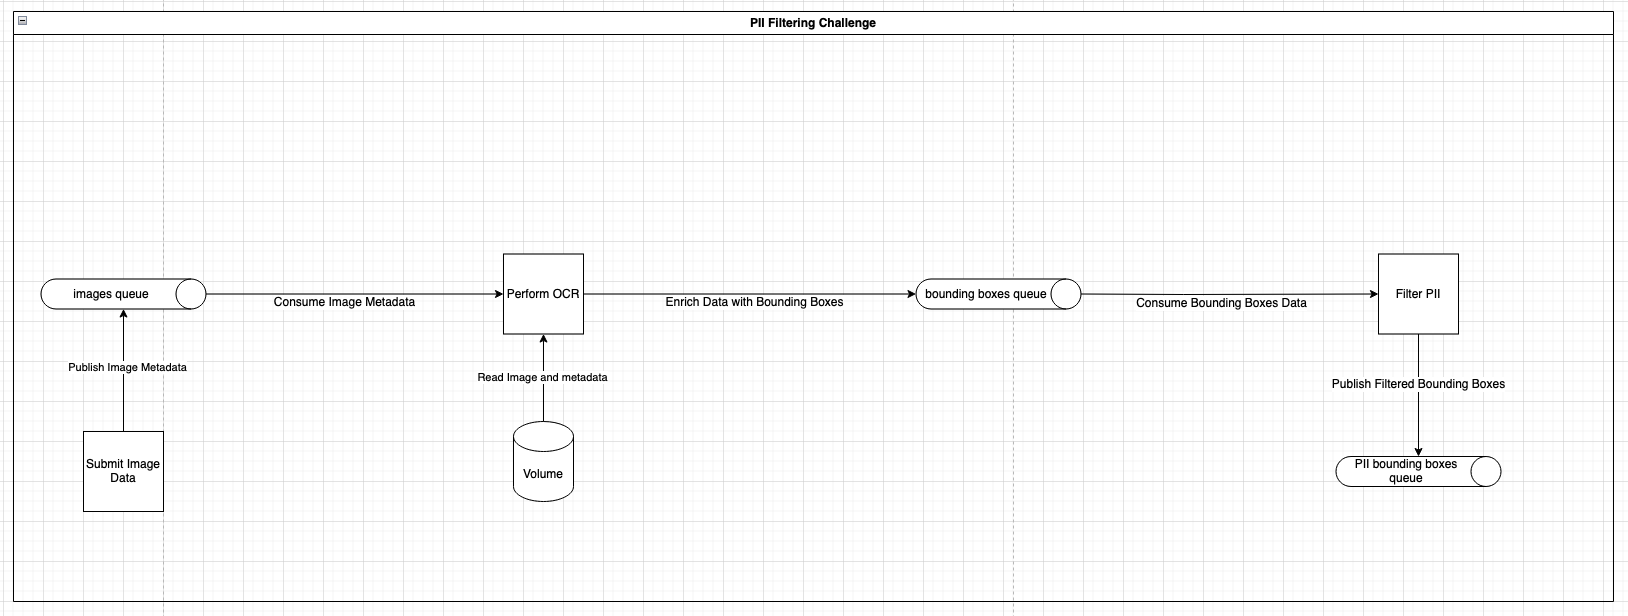 PII Filtering Challenge
images queue
Consume Image Metadata
Perform OCR
Enrich Data with Bounding Boxes
bounding boxes queue
Consume Bounding Boxes Data
Filter PII
Publish Image Metadata
Read Image and metadata
Publish Filtered Bounding Boxes
Submit Image
Data
Volume
PII bounding boxes
queue